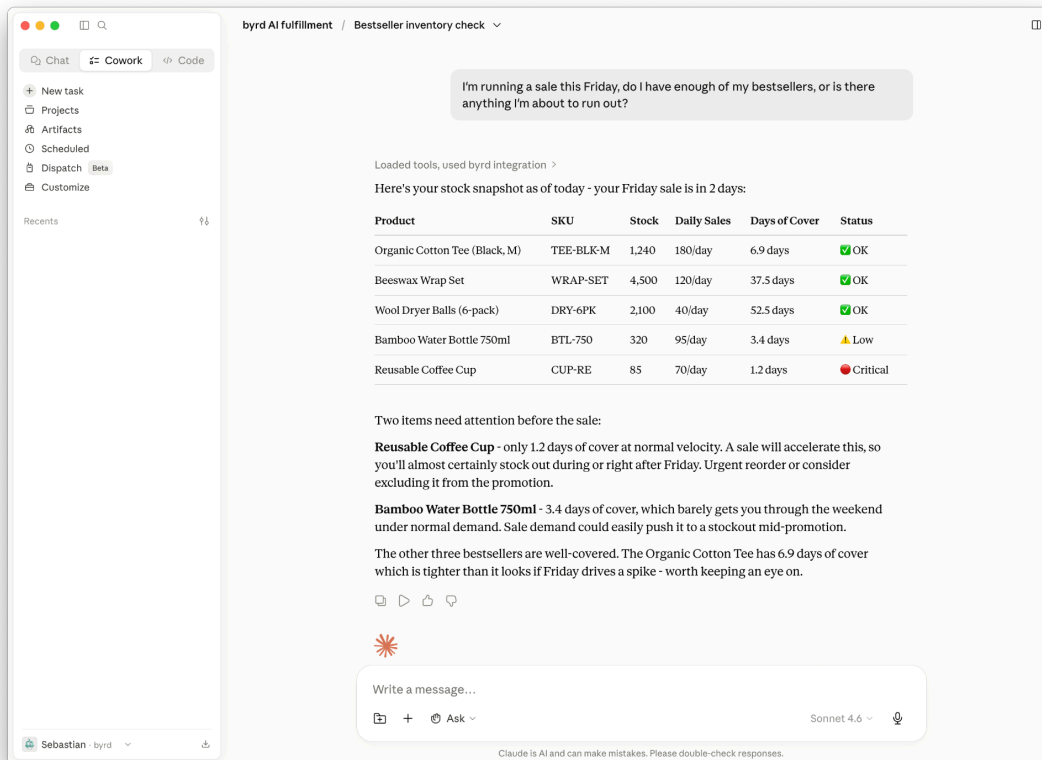 byrd AI fulfillment / Bestseller inventory check
Chat Cowork Code
New task
Projects
Artifacts
Scheduled
Dispatch Beta
Customize
Recents
Sebastian · byrd
I'm running a sale this Friday, do I have enough of my bestsellers, or is there
anything I'm about to run out?
Loaded tools, used byrd integration >
Here's your stock snapshot as of today - your Friday sale is in 2 days:
Product SKU Stock Daily Sales Days of Cover Status
Organic Cotton Tee (Black, M) TEE-BLK-M 1,240 180/day 6.9 days ✅ OK
Beeswax Wrap Set WRAP-SET 4,500 120/day 37.5 days ✅ OK
Wool Dryer Balls (6-pack) DRY-6PK 2,100 40/day 52.5 days ✅ OK
Bamboo Water Bottle 750ml BTL-750 320 95/day 3.4 days ⚠️ Low
Reusable Coffee Cup CUP-RE 85 70/day 1.2 days 🔴 Critical
Two items need attention before the sale:
Reusable Coffee Cup - only 1.2 days of cover at normal velocity. A sale will accelerate this, so
you'll almost certainly stock out during or right after Friday. Urgent reorder or consider
excluding it from the promotion.
Bamboo Water Bottle 750ml - 3.4 days of cover, which barely gets you through the weekend
under normal demand. Sale demand could easily push it to a stockout mid-promotion.
The other three bestsellers are well-covered. The Organic Cotton Tee has 6.9 days of cover
which is tighter than it looks if Friday drives a spike - worth keeping an eye on.
Write a message...
Ask
Sonnet 4.6
Claude is AI and can make mistakes. Please double-check responses.